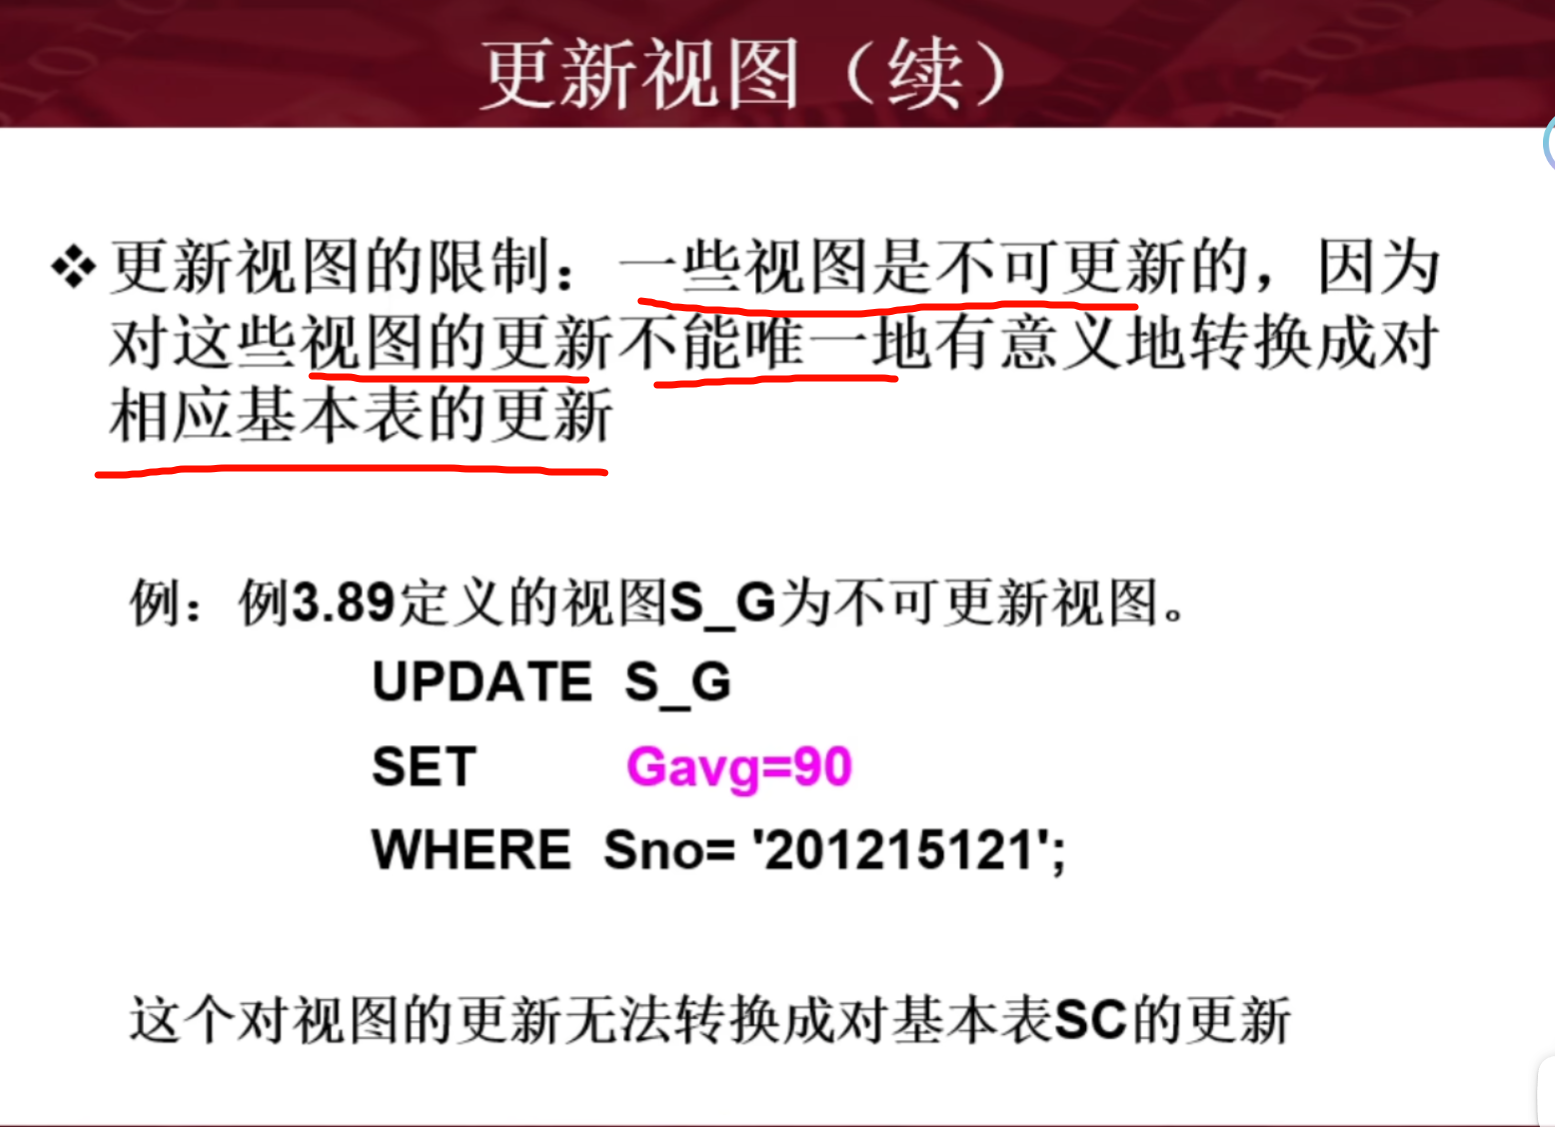 更新视图（续）
❖更新视图的限制：一些视图是不可更新的，因为
对这些视图的更新不能唯一地有意义地转换成对
相应基本表的更新
例：例3.89定义的视图S_G为不可更新视图。
UPDATE S_G
SET Gavg=90
WHERE Sno= '201215121';
这个对视图的更新无法转换成对基本表SC的更新